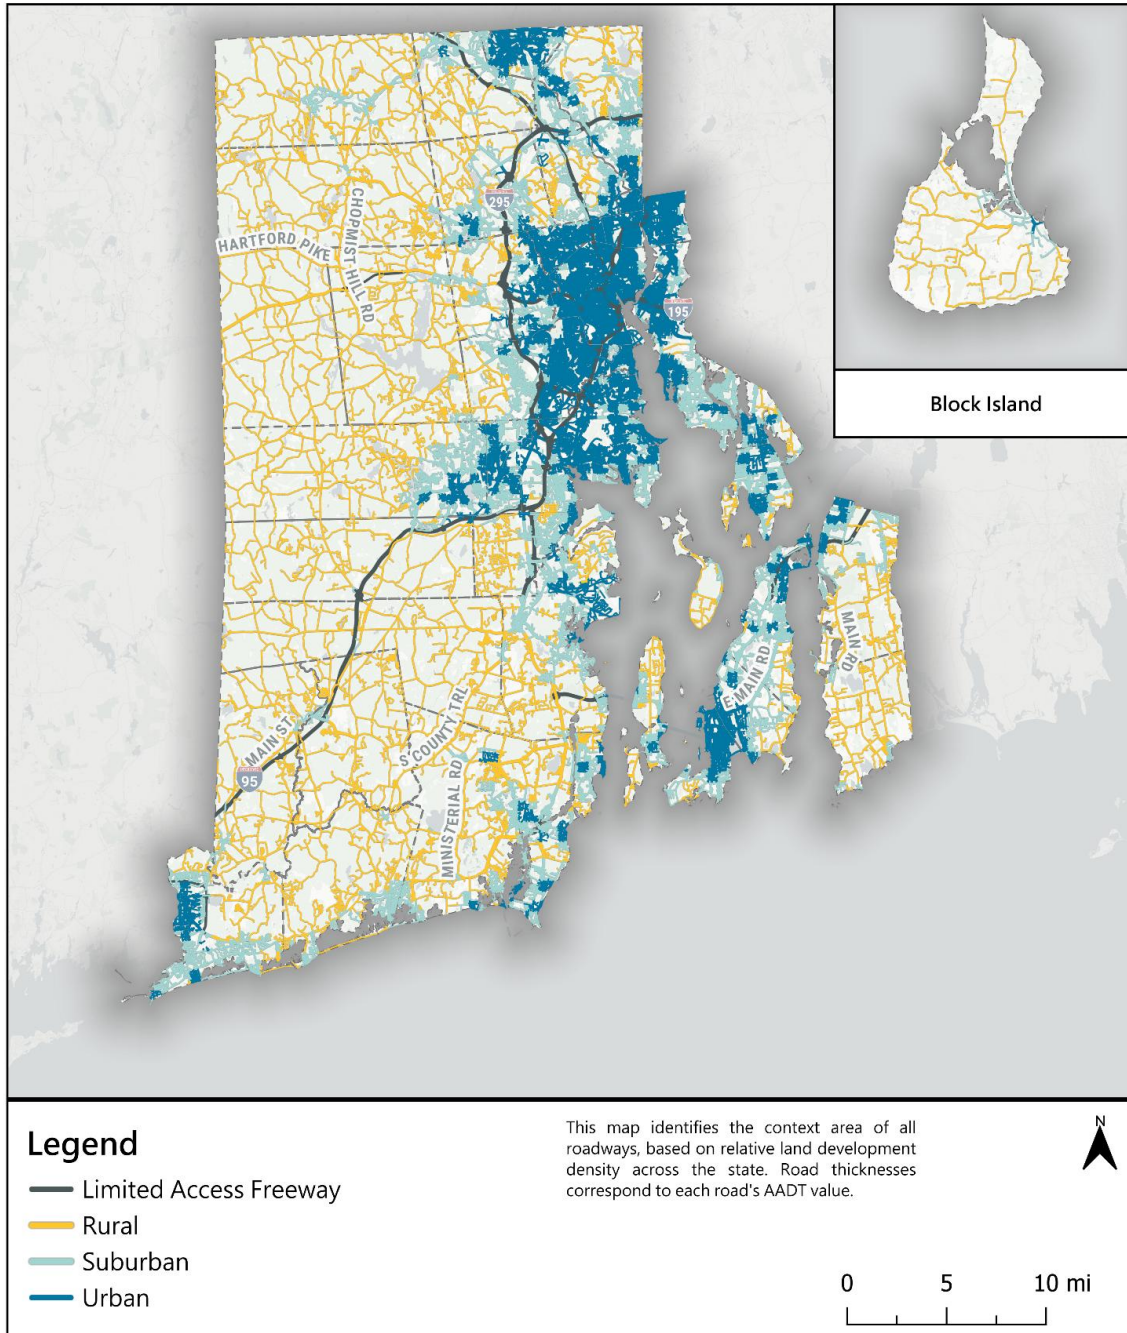 295
CHOPMIST HILL RD
HARTFORD PIKE
195
Block Island
MAIN RD
E MAIN RD
S COUNTY TRL
MAIN ST
95
MINISTERIAL RD
Legend
Limited Access Freeway
Rural
Suburban
Urban
This map identifies the context area of all
roadways, based on relative land development
density across the state. Road thicknesses
correspond to each road's AADT value.
N
0 5 10 mi